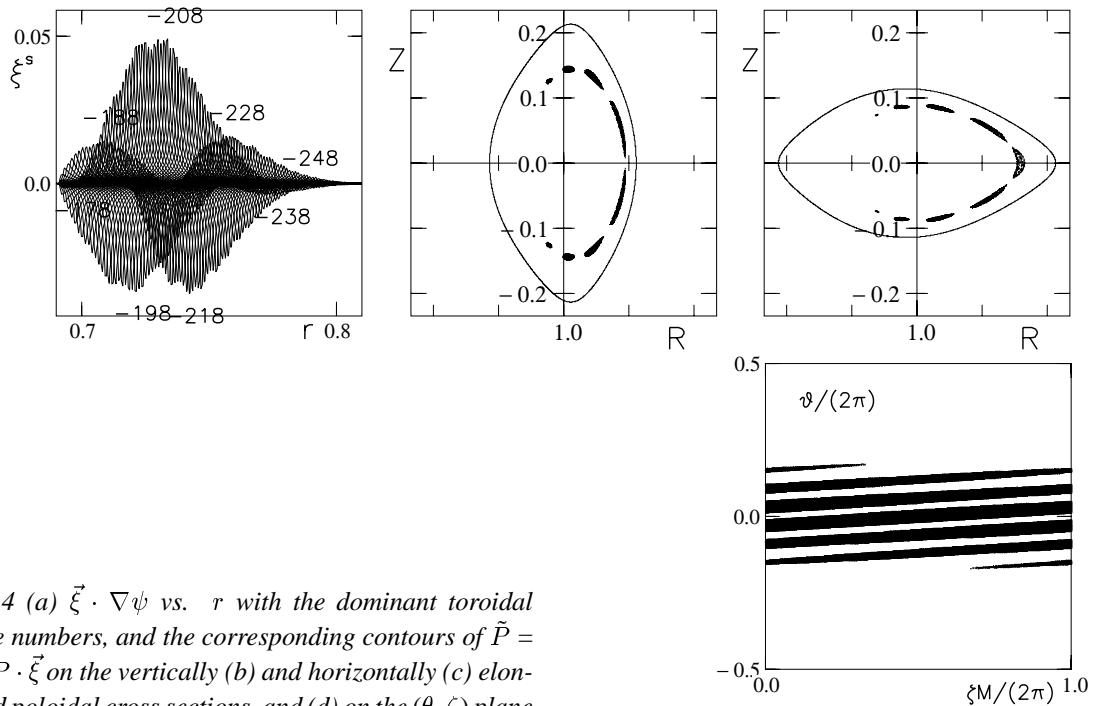 -208
0.05
ξˢ
-188
-228
-248
0.0
-238
-198
-218
0.7
r
0.8
Z
0.2
0.1
-0.0
-0.1
-0.2
1.0
R
Z
0.2
0.1
-0.0
-0.1
-0.2
1.0
R
0.5
ϑ/(2π)
0.0
-0.5
0.0
ζM/(2π)
1.0
4 (a) ξ⃗ · ∇ψ vs. r with the dominant toroidal
e numbers, and the corresponding contours of P̃ =
P · ξ⃗ on the vertically (b) and horizontally (c) elon-
d poloidal cross sections, and (d) on the (θ, ζ) plane